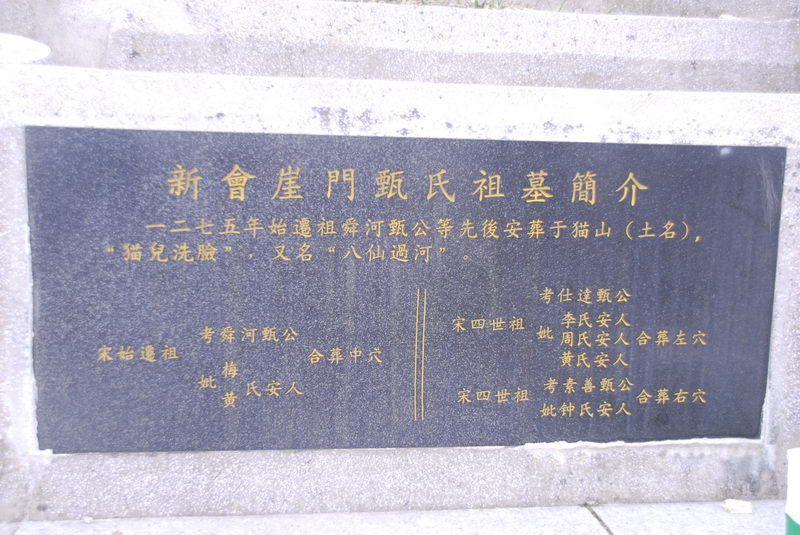 新會崖門甄氏祖墓簡介
一二七五年始遷祖舜河甄公等先後安葬于猫山（土名），
“猫兒洗臉”，又名“八仙過河”。
宋始遷祖
考舜河甄公
妣
梅
黄
氏安人
合葬中穴
宋四世祖
考仕達甄公
妣
李氏安人
周氏安人
黄氏安人
合葬左穴
宋四世祖
考素善甄公
妣钟氏安人
合葬右穴